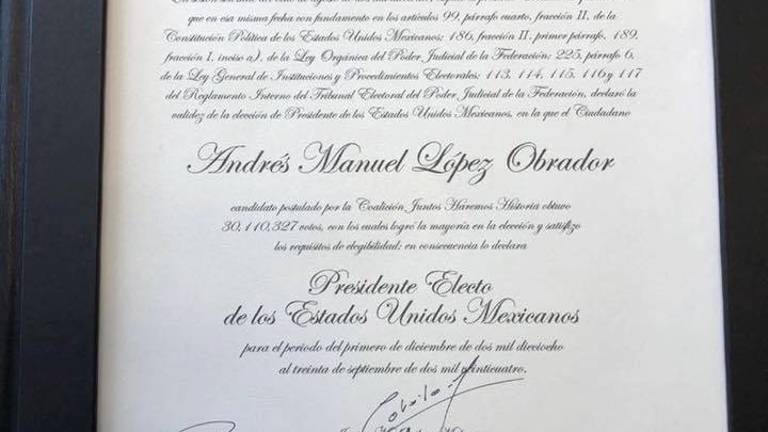 que en esa misma fecha con fundamento en los artículos 99, párrafo cuarto, fracción II, de la
Constitución Política de los Estados Unidos Mexicanos; 186, fracción II, primer párrafo, 189,
fracción I, inciso a), de la Ley Orgánica del Poder Judicial de la Federación; 225, párrafo 6,
de la Ley General de Instituciones y Procedimientos Electorales; 113, 114, 115, 116 y 117
del Reglamento Interno del Tribunal Electoral del Poder Judicial de la Federación, declaró la
validez de la elección de Presidente de los Estados Unidos Mexicanos, en la que el Ciudadano
Andrés Manuel López Obrador
candidato postulado por la Coalición Juntos Háremos Historia obtuvo
30,110,327 votos, con los cuales logró la mayoría en la elección y satisfizo
los requisitos de elegibilidad; en consecuencia lo declara
Presidente Electo
de los Estados Unidos Mexicanos
para el periodo del primero de diciembre de dos mil dieciocho
al treinta de septiembre de dos mil veinticuatro.